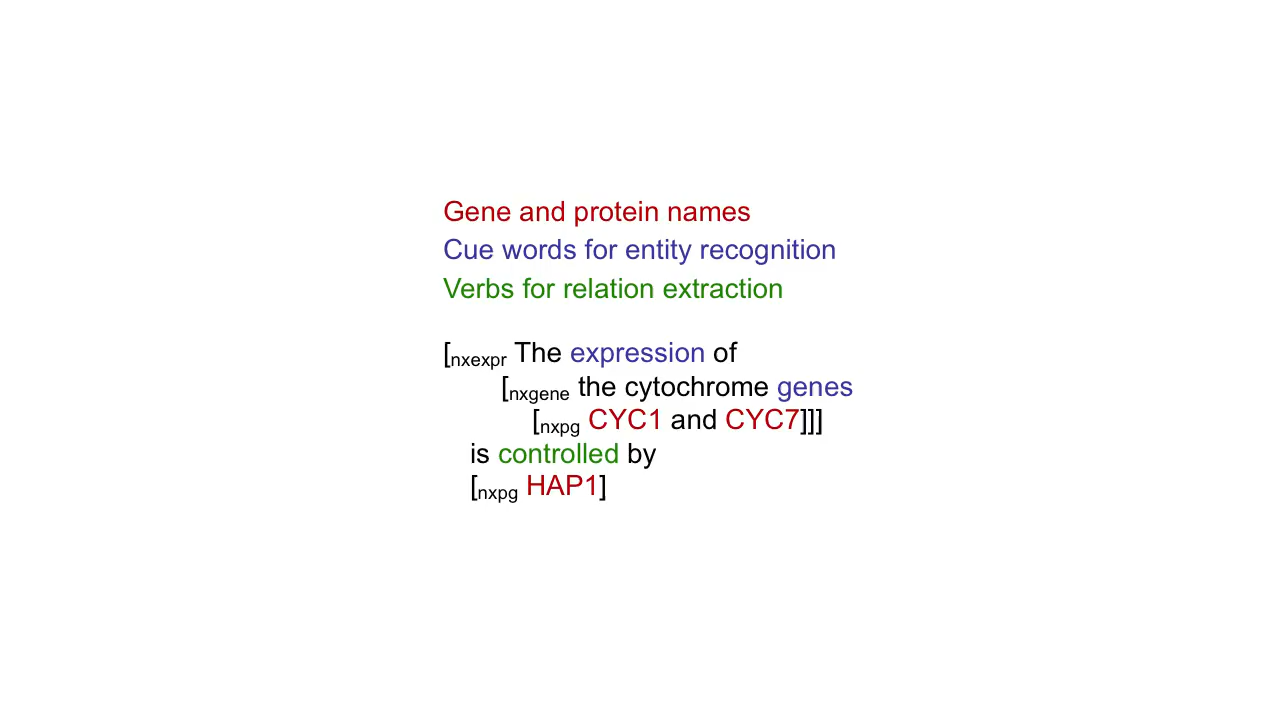 Gene and protein names
Cue words for entity recognition
Verbs for relation extraction
[nxexpr The expression of
[nxgene the cytochrome genes
[nxpg CYC1 and CYC7]]]
is controlled by
[nxpg HAP1]